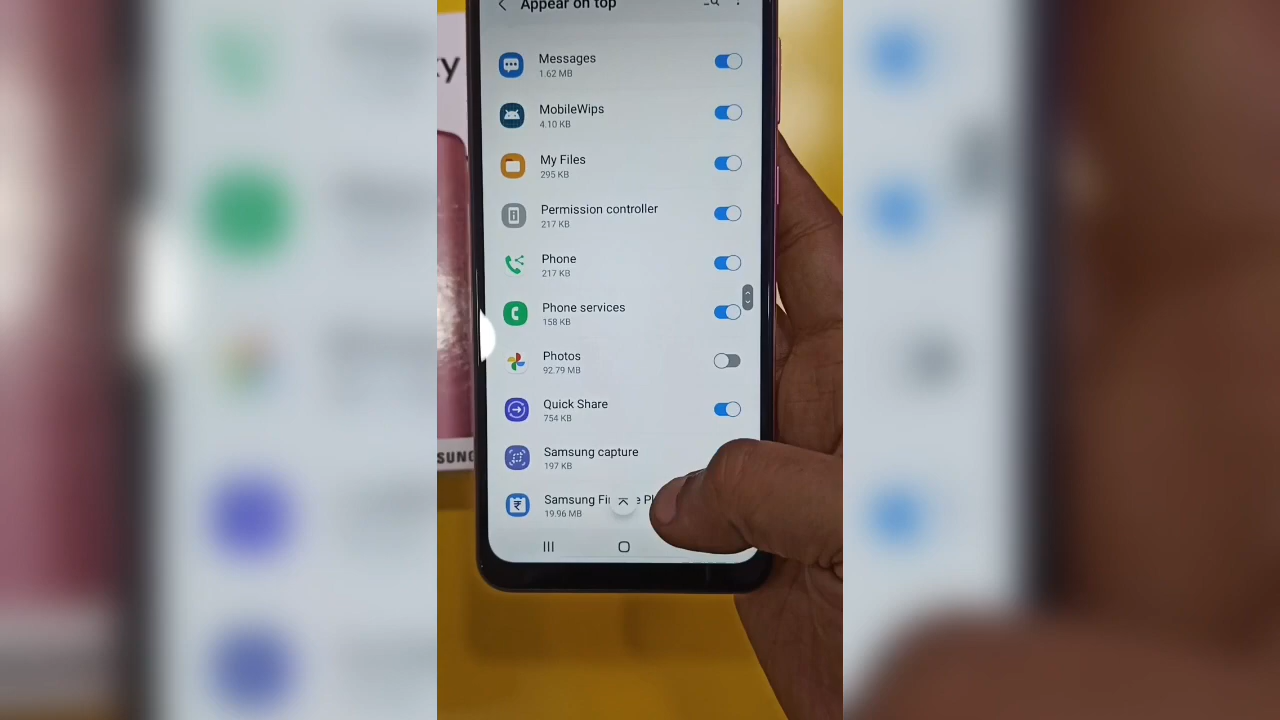 Appear on top
Messages
1.62 MB
MobileWips
4.10 KB
My Files
295 KB
Permission controller
217 KB
Phone
217 KB
Phone services
158 KB
Photos
92.79 MB
Quick Share
754 KB
Samsung capture
197 KB
Samsung
19.96 MB
SUNG